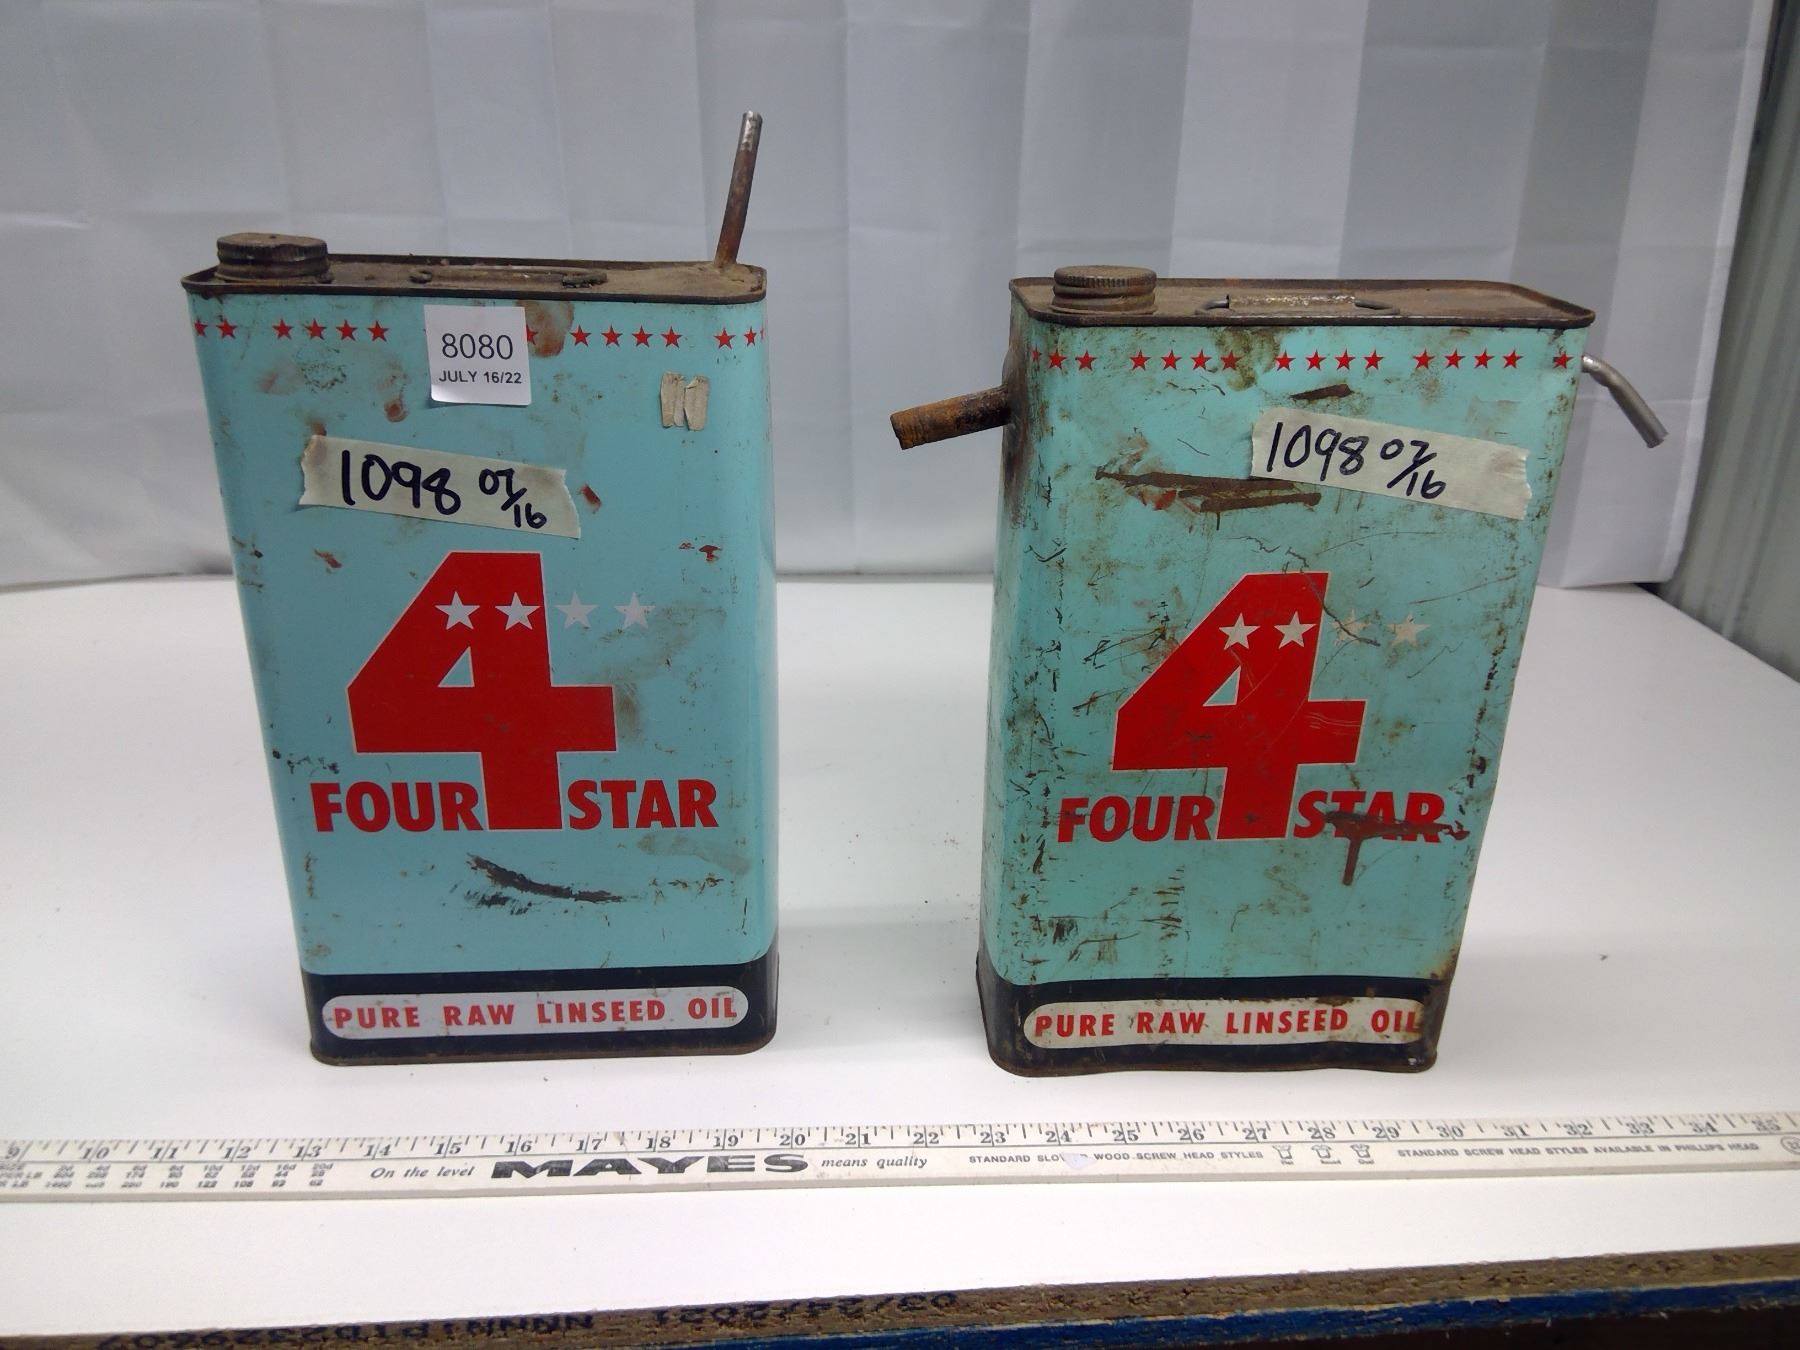 8080
JULY 16/22
1098 07/16
4
FOUR STAR
PURE RAW LINSEED OIL
1098 07/16
4
FOUR STAR
PURE RAW LINSEED OIL
9 10 11 12 13 14 15 16 17 18 19 20 21 22 23 24 25 26 27 28 29 30 31 32 33 34 35
On the level MAYES means quality STANDARD WOOD SCREW HEAD STYLES STANDARD SCREW HEAD STYLES AVAILABLE IN PHILLIPS HEAD
03/24/2021